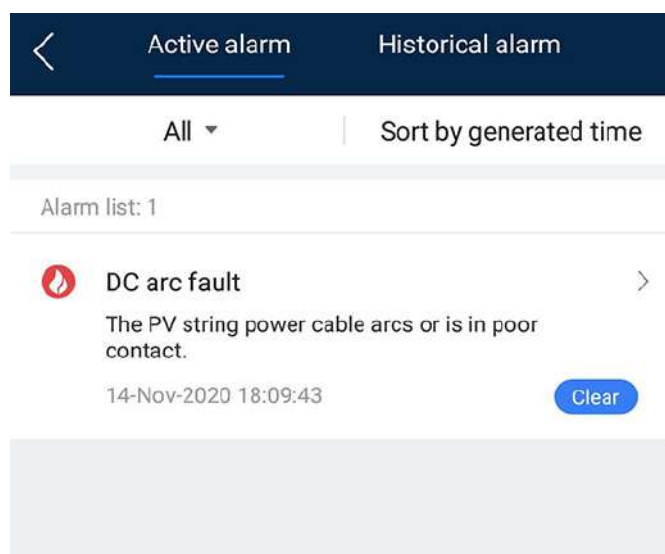 Active alarm Historical alarm
All Sort by generated time
Alarm list: 1
DC arc fault
The PV string power cable arcs or is in poor
contact.
14-Nov-2020 18:09:43 Clear